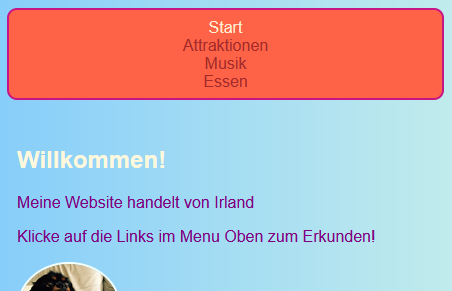 Start
Attraktionen
Musik
Essen
Willkommen!
Meine Website handelt von Irland
Klicke auf die Links im Menu Oben zum Erkunden!